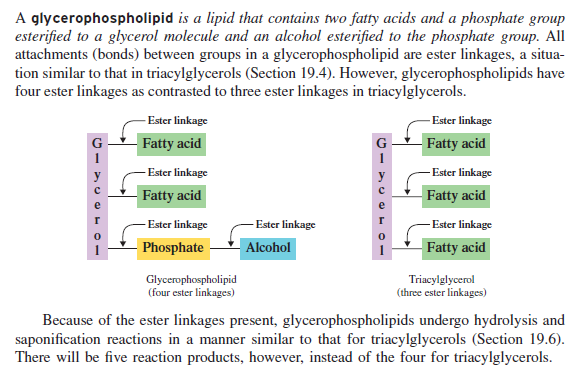 A glycerophospholipid is a lipid that contains two fatty acids and a phosphate group
esterified to a glycerol molecule and an alcohol esterified to the phosphate group. All
attachments (bonds) between groups in a glycerophospholipid are ester linkages, a situa-
tion similar to that in triacylglycerols (Section 19.4). However, glycerophospholipids have
four ester linkages as contrasted to three ester linkages in triacylglycerols.
Glycerol
Ester linkage
Fatty acid
Ester linkage
Fatty acid
Ester linkage
Phosphate
Ester linkage
Alcohol
Glycerophospholipid
(four ester linkages)
Glycerol
Ester linkage
Fatty acid
Ester linkage
Fatty acid
Ester linkage
Fatty acid
Triacylglycerol
(three ester linkages)
Because of the ester linkages present, glycerophospholipids undergo hydrolysis and
saponification reactions in a manner similar to that for triacylglycerols (Section 19.6).
There will be five reaction products, however, instead of the four for triacylglycerols.